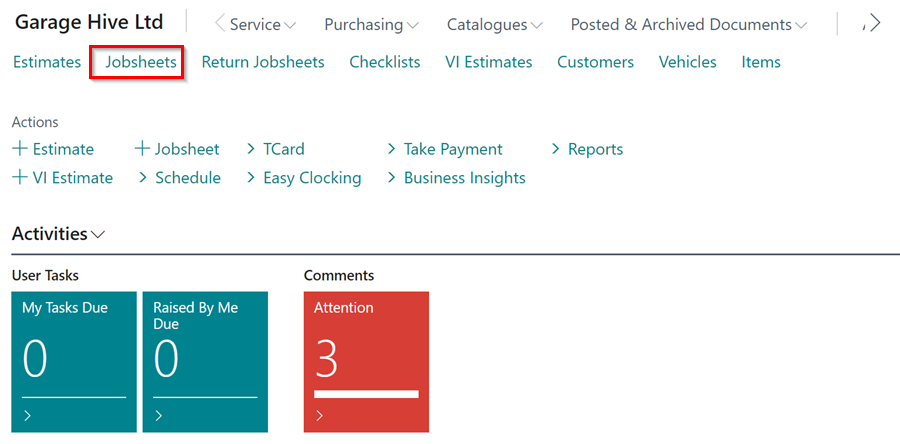 Garage Hive Ltd Service Purchasing Catalogues Posted & Archived Documents
Estimates Jobsheets Return Jobsheets Checklists VI Estimates Customers Vehicles Items
Actions
+ Estimate + Jobsheet > TCard > Take Payment > Reports
+ VI Estimate > Schedule > Easy Clocking > Business Insights
Activities
User Tasks Comments
My Tasks Due Raised By Me Attention
Due
0 0 3